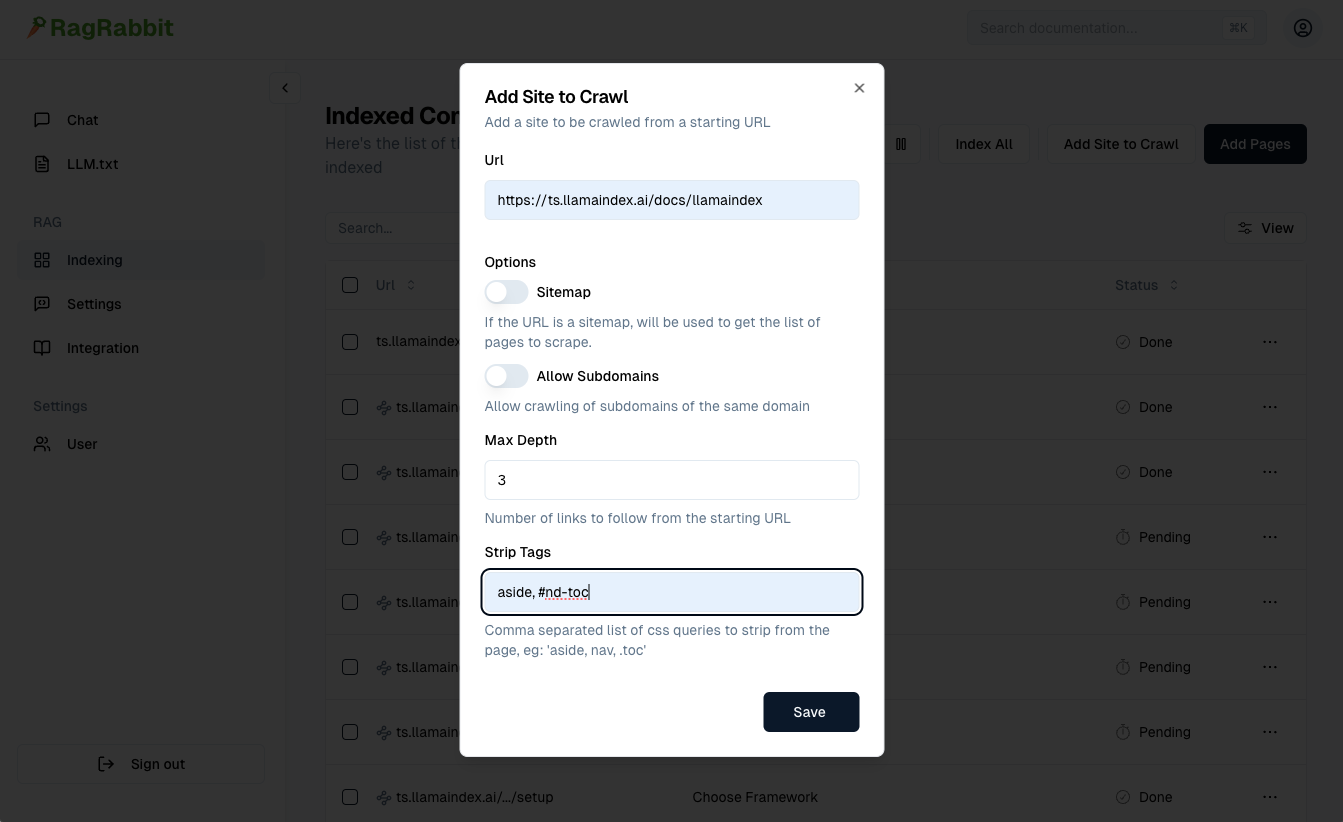 RagRabbit
Search documentation...
⌘K
Chat
LLM.txt
RAG
Indexing
Settings
Integration
Settings
User
Sign out
Indexed Con
Here's the list of th
indexed
Index All
Add Site to Crawl
Add Pages
Search...
View
Url
Status
ts.llamaindex
Done
ts.llamain
Done
ts.llamain
Done
ts.llamain
Pending
ts.llamain
Pending
ts.llamain
Pending
ts.llamain
Pending
ts.llamaindex.ai/.../setup
Choose Framework
Done
Add Site to Crawl
Add a site to be crawled from a starting URL
Url
https://ts.llamaindex.ai/docs/llamaindex
Options
Sitemap
If the URL is a sitemap, will be used to get the list of
pages to scrape.
Allow Subdomains
Allow crawling of subdomains of the same domain
Max Depth
3
Number of links to follow from the starting URL
Strip Tags
aside, #nd-toc
Comma separated list of css queries to strip from the
page, eg: 'aside, nav, .toc'
Save